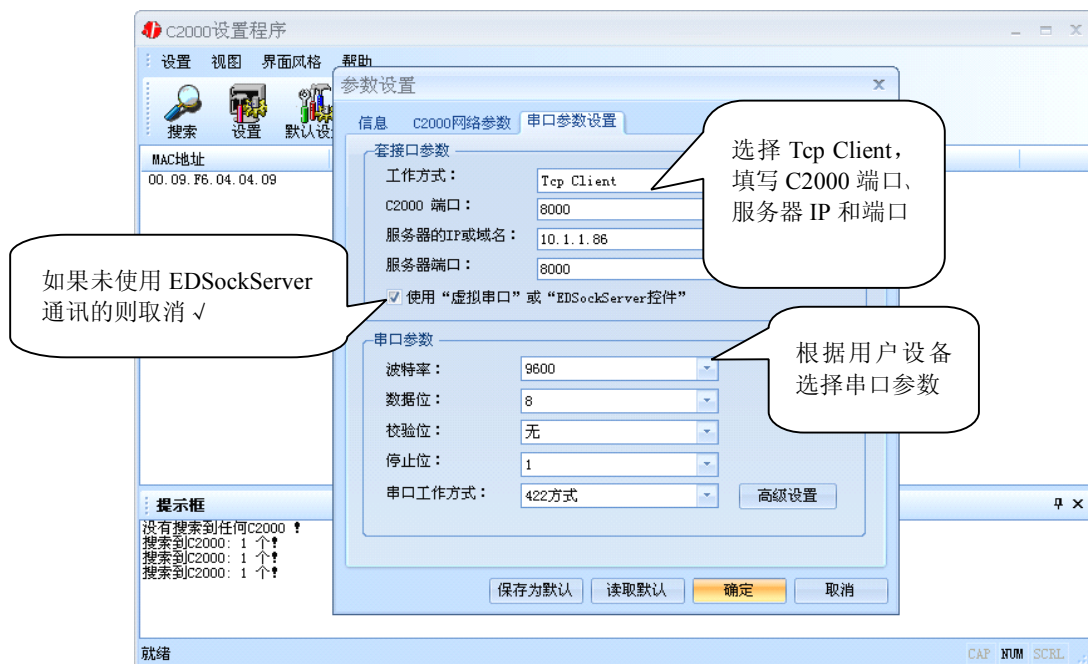 C2000设置程序
设置 视图 界面风格 帮助
搜索 设置
MAC地址
00.09.F6.04.04.09
参数设置
信息 C2000网络参数 串口参数设置
套接口参数
工作方式： Tcp Client
C2000 端口： 8000
服务器的IP或域名： 10.1.1.86
服务器端口： 8000
使用“虚拟串口”或“EDSockServer控件”
选择 Tcp Client，
填写 C2000 端口、
服务器 IP 和端口
如果未使用 EDSockServer
通讯的则取消 √
串口参数
波特率： 9600
数据位： 8
校验位： 无
停止位： 1
串口工作方式： 422方式
高级设置
根据用户设备
选择串口参数
保存为默认 读取默认 确定 取消
提示框
没有搜索到任何C2000 ！
搜索到C2000: 1 个！
搜索到C2000: 1 个！
搜索到C2000: 1 个！
就绪
CAP NUM SCRL